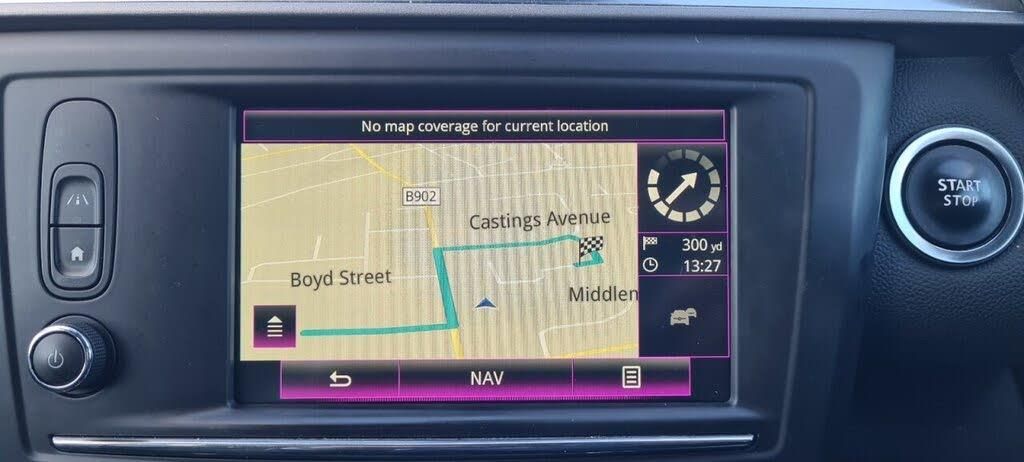 No map coverage for current location
B902
Castings Avenue
Boyd Street
Middlen
300 yd
13:27
NAV
START
STOP